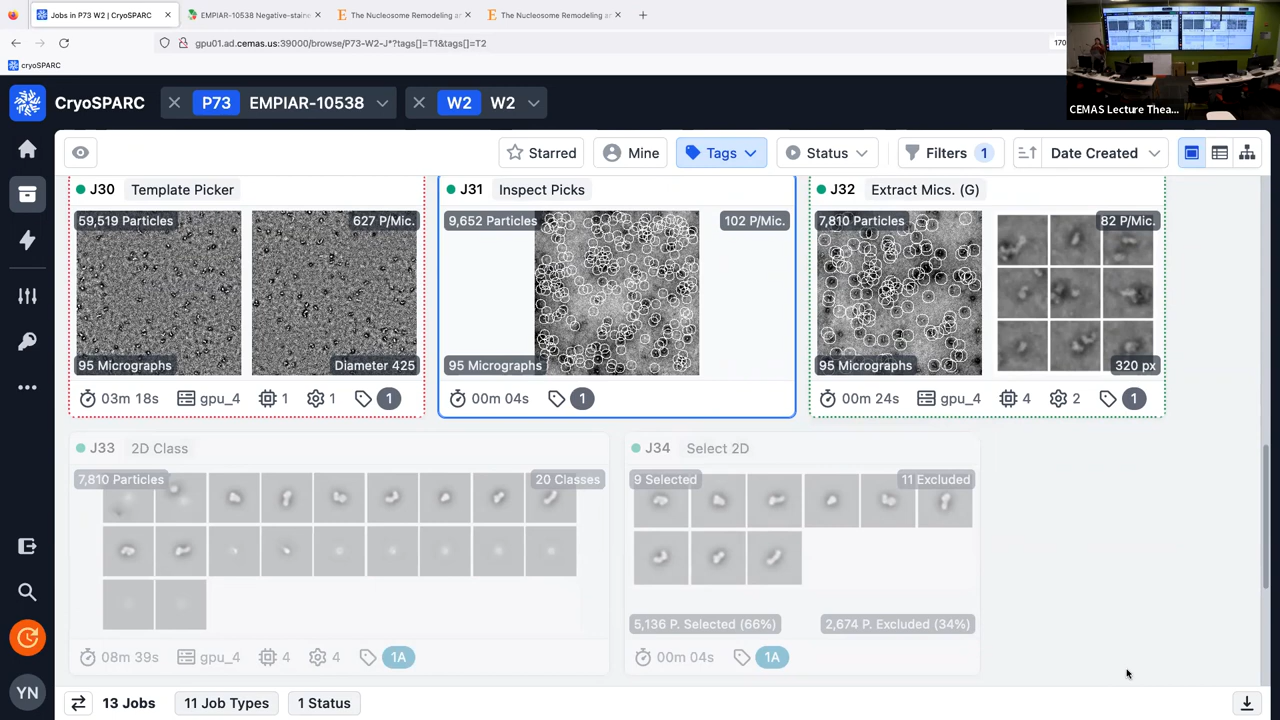 Jobs in P73 W2 | CryoSPARC
EMPIAR-10538 Negative-staine
The Nucleosome Remodeling an
Nucleosome Remodeling an
gpu01.ad.cemas.us:39000/browse/P73-W2-J*?tags[]=T1&tags[]=T2
170
cryoSPARC
CEMAS Lecture Thea...
CryoSPARC
P73 EMPIAR-10538
W2 W2
Starred
Mine
Tags
Status
Filters 1
Date Created
J30 Template Picker
59,519 Particles
627 P/Mic.
95 Micrographs
Diameter 425
03m 18s
gpu_4
1
1
1
J31 Inspect Picks
9,652 Particles
102 P/Mic.
95 Micrographs
00m 04s
1
J32 Extract Mics. (G)
7,810 Particles
82 P/Mic.
95 Micrographs
320 px
00m 24s
gpu_4
4
2
1
J33 2D Class
7,810 Particles
20 Classes
08m 39s
gpu_4
4
4
1A
J34 Select 2D
9 Selected
11 Excluded
5,136 P. Selected (66%)
2,674 P. Excluded (34%)
00m 04s
1A
YN
13 Jobs
11 Job Types
1 Status